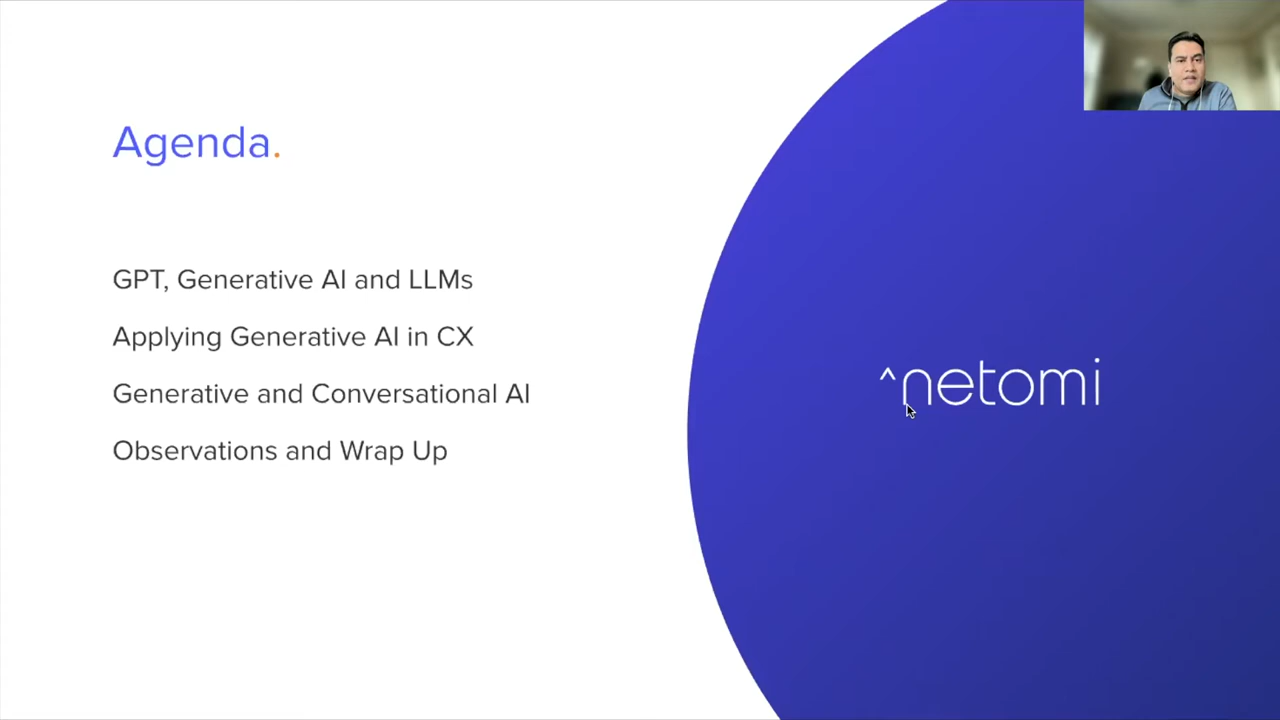 Agenda.
GPT, Generative AI and LLMs
Applying Generative AI in CX
Generative and Conversational AI
Observations and Wrap Up
^netomi